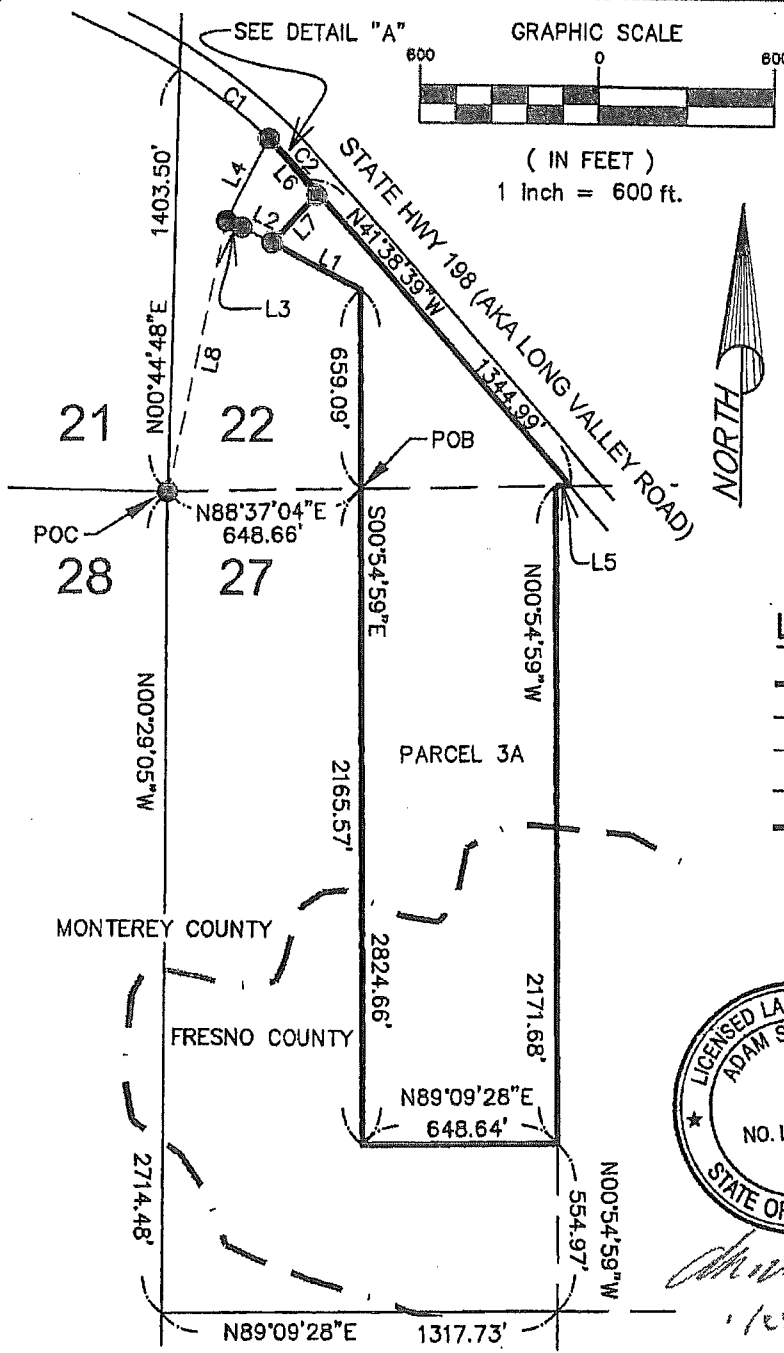 SEE DETAIL "A"
GRAPHIC SCALE
600 0 600
( IN FEET )
1 Inch = 600 ft.
C1
C2
L4
L6
L2
L7
L1
L3
L8
1403.50'
N00°44'48"E
STATE HWY 198 (AKA LONG VALLEY ROAD)
N41°38'39"W
1344.99'
NORTH
659.09'
21 22
POB
POC
N88°37'04"E
648.66'
L5
28 27
S00°54'59"E
N00°54'59"W
N00°29'05"W
PARCEL 3A
2165.57'
MONTEREY COUNTY
2824.66'
2171.68'
FRESNO COUNTY
N89°09'28"E
648.64'
2714.48'
N00°54'59"W
554.97'
N89°09'28"E 1317.73'
LICENSED LA
ADAM S
NO. L
STATE OF